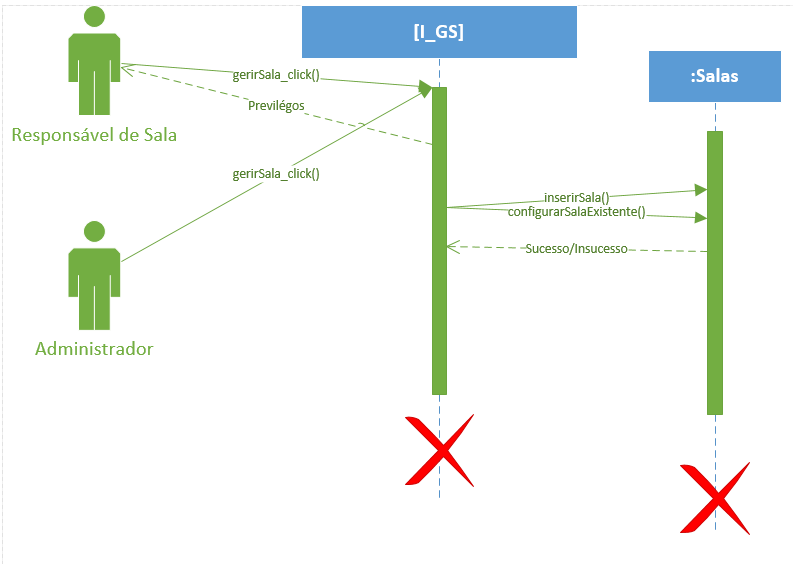 [I_GS]
:Salas
gerirSala_click()
Previlégos
Responsável de Sala
gerirSala_click()
inserirSala()
configurarSalaExistente()
Sucesso/Insucesso
Administrador